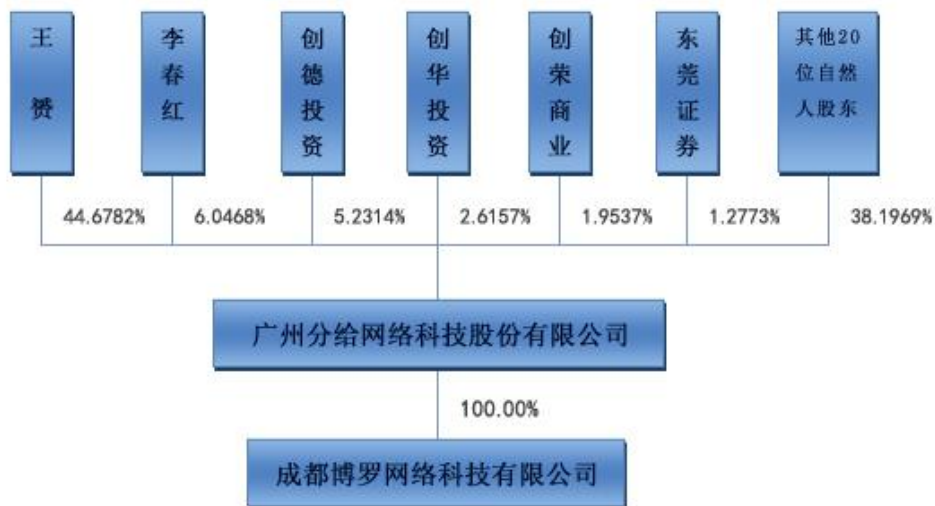 王赟
李春红
创德投资
创华投资
创荣商业
东莞证券
其他20
位自然
人股东
44.6782%
6.0468%
5.2314%
2.6157%
1.9537%
1.2773%
38.1969%
广州分给网络科技股份有限公司
100.00%
成都博罗网络科技有限公司